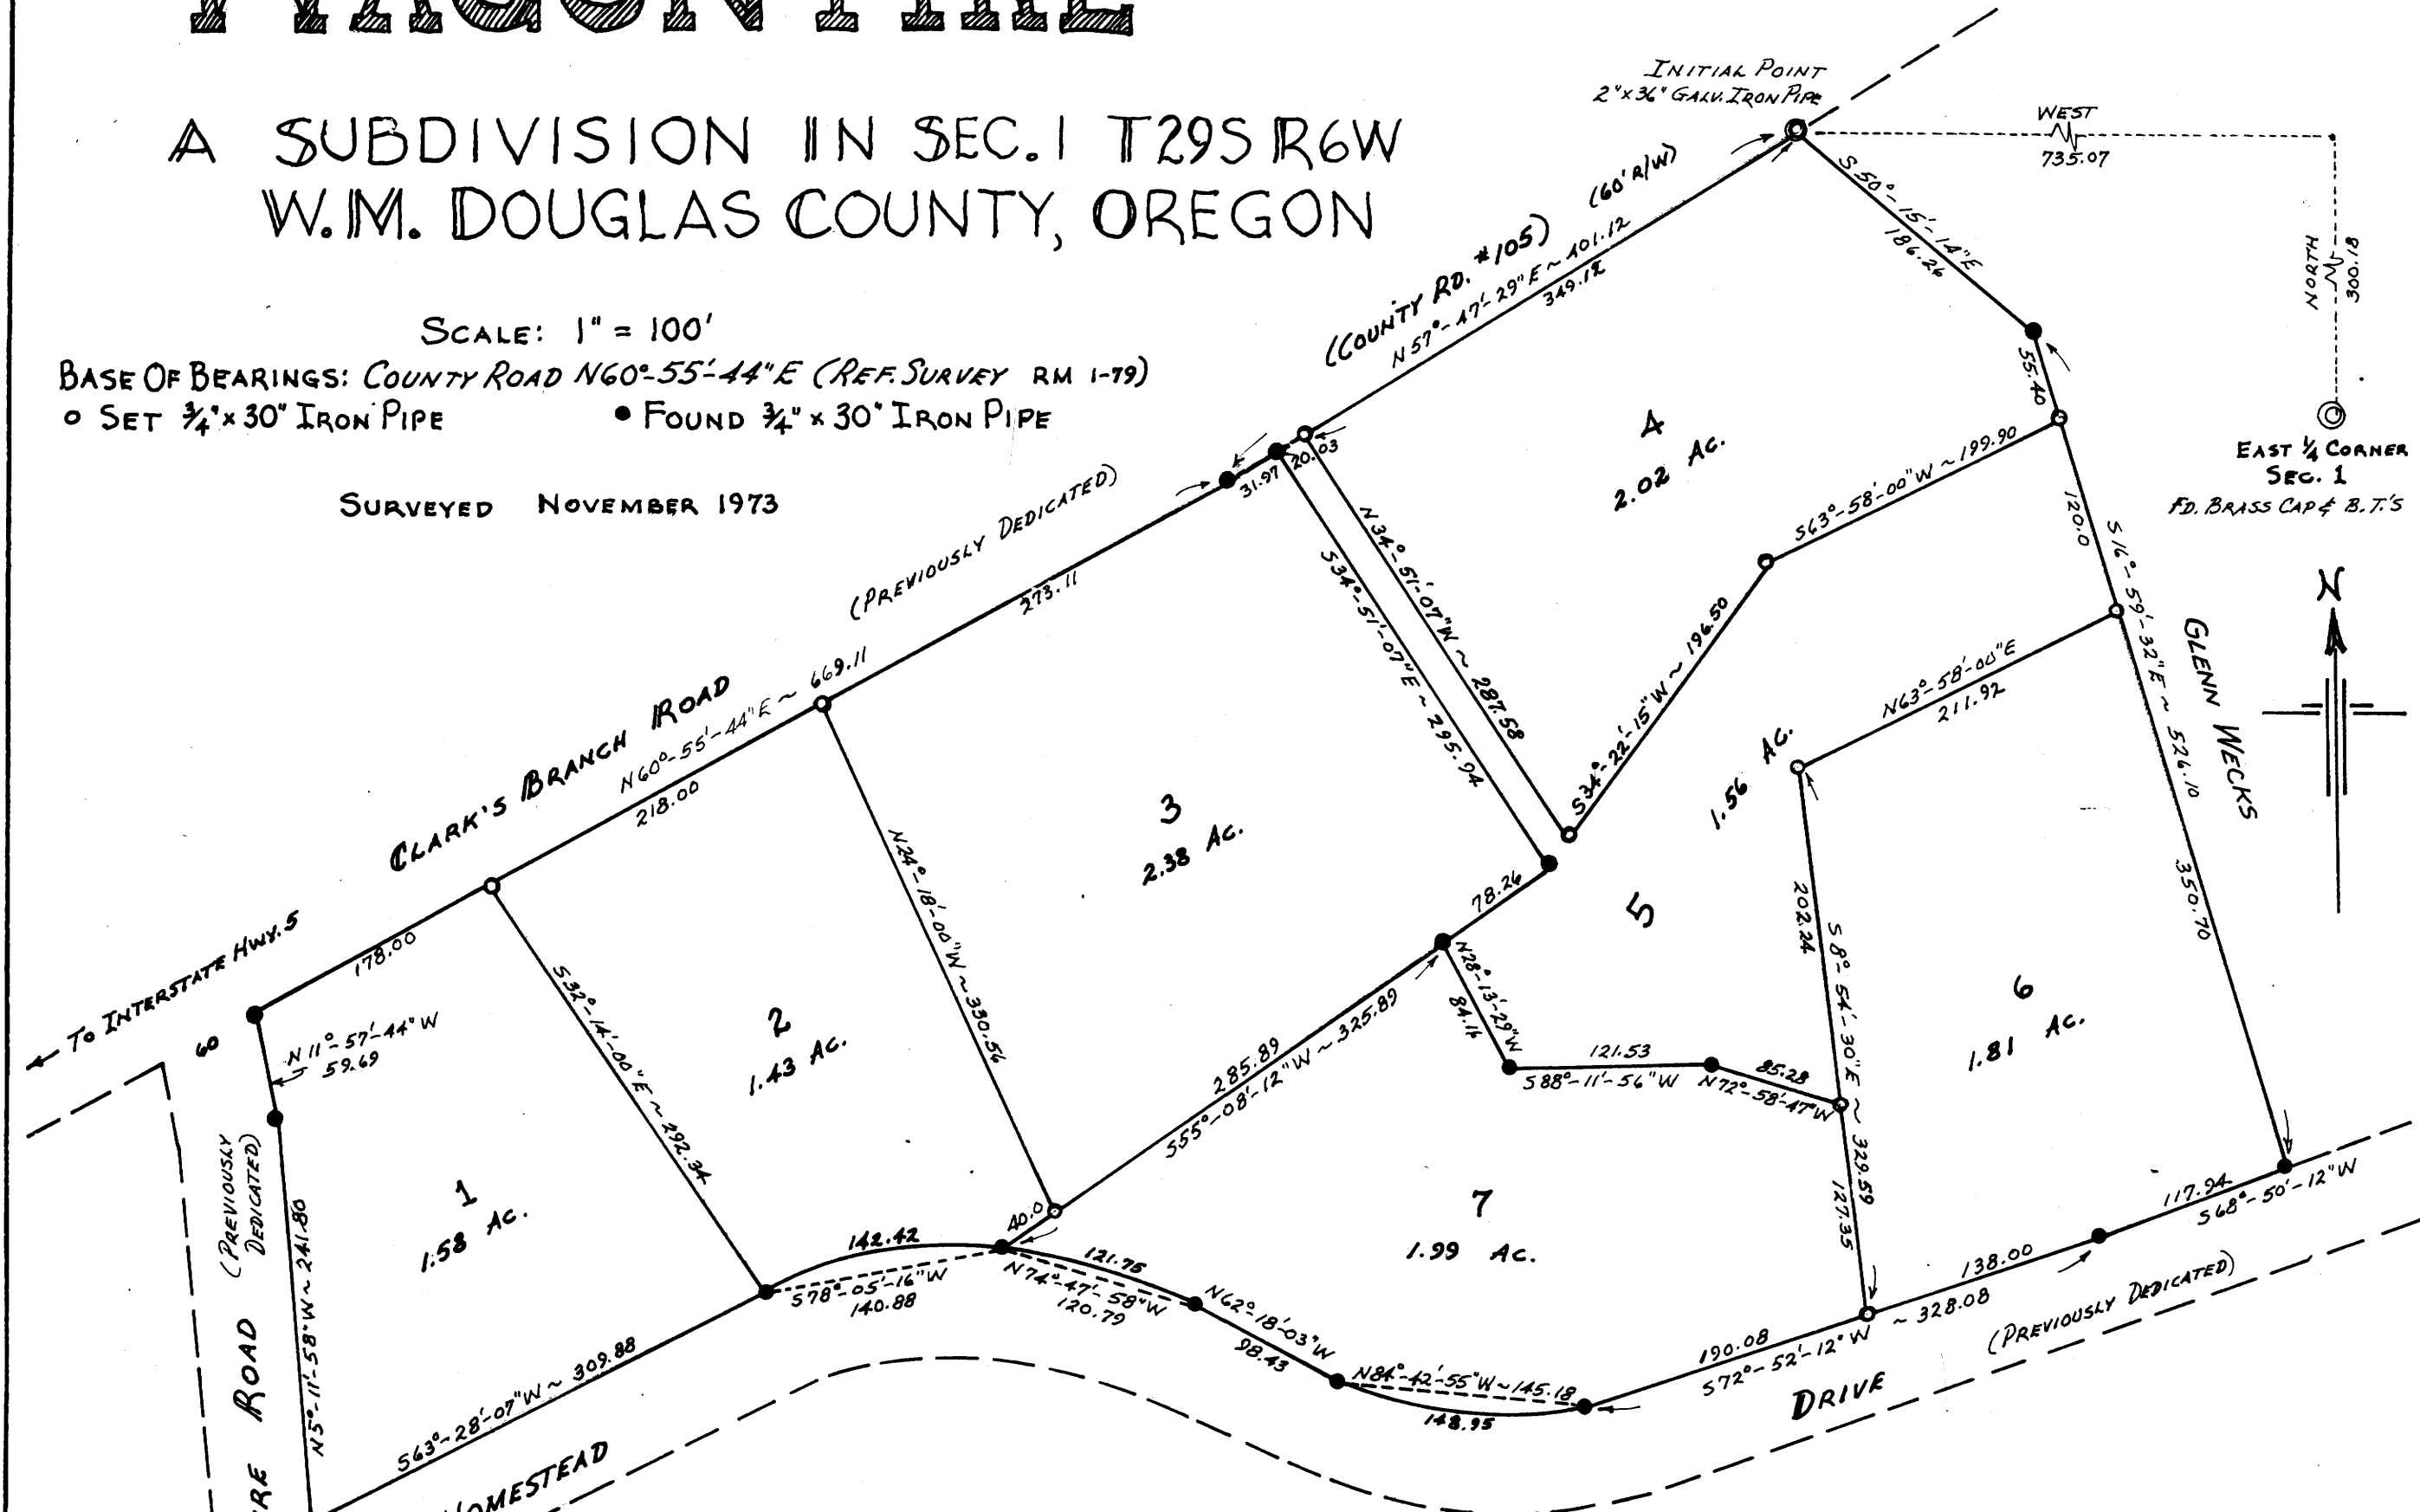 A SUBDIVISION IN SEC. 1 T29S R6W
W.M. DOUGLAS COUNTY, OREGON
SCALE: 1" = 100'
BASE OF BEARINGS: COUNTY ROAD N60°-55'-44"E (REF. SURVEY RM 1-79)
o SET 3/4" x 30" IRON PIPE
● FOUND 3/4" x 30" IRON PIPE
SURVEYED NOVEMBER 1973
INITIAL POINT
2" x 36" GALV. IRON PIPE
WEST
735.07
NORTH
300.18
EAST 1/4 CORNER
SEC. 1
FD. BRASS CAP & B.T.'S
N
(60' R/W)
(COUNTY RD. #105)
N57°-47'-29"E ~ 401.12
349.12
S50°-15'-14"E
186.26
55.40
20.03
31.97
4
2.02 AC.
S63°-58'-00"W ~ 199.90
120.0
S16°-59'-32"E ~ 526.10
GLENN WECKS
350.70
N34°-51'-07"W ~ 287.58
S34°-51'-07"E ~ 295.94
S34°-22'-15"W ~ 196.50
N63°-58'-00"E
211.92
(PREVIOUSLY DEDICATED)
273.11
CLARK'S BRANCH ROAD
N60°-55'-44"E ~ 669.11
218.00
178.00
TO INTERSTATE HWY. 5
60
N11°-57'-44"W
59.69
(PREVIOUSLY
DEDICATED)
N5°-11'-58"W ~ 241.80
1
1.58 AC.
S32°-14'-00"E ~ 292.34
2
1.43 AC.
N24°-18'-00"W ~ 330.56
3
2.38 AC.
78.26
285.89
S55°-08'-12"W ~ 325.89
40.0
5
1.56 AC.
N28°-13'-29"W
84.14
121.53
S88°-11'-56"W
85.28
N72°-58'-47"W
202.24
S8°-54'-30"E ~ 329.59
127.35
6
1.81 AC.
7
1.99 AC.
142.42
S78°-05'-16"W
140.88
121.75
N74°-47'-58"W
120.79
N62°-18'-03"W
98.43
N84°-42'-55"W ~ 145.18
148.95
190.08
S72°-52'-12"W ~ 328.08
138.00
117.94
S68°-50'-12"W
(PREVIOUSLY DEDICATED)
DRIVE
S63°-28'-07"W ~ 309.88
HOMESTEAD
RE ROAD